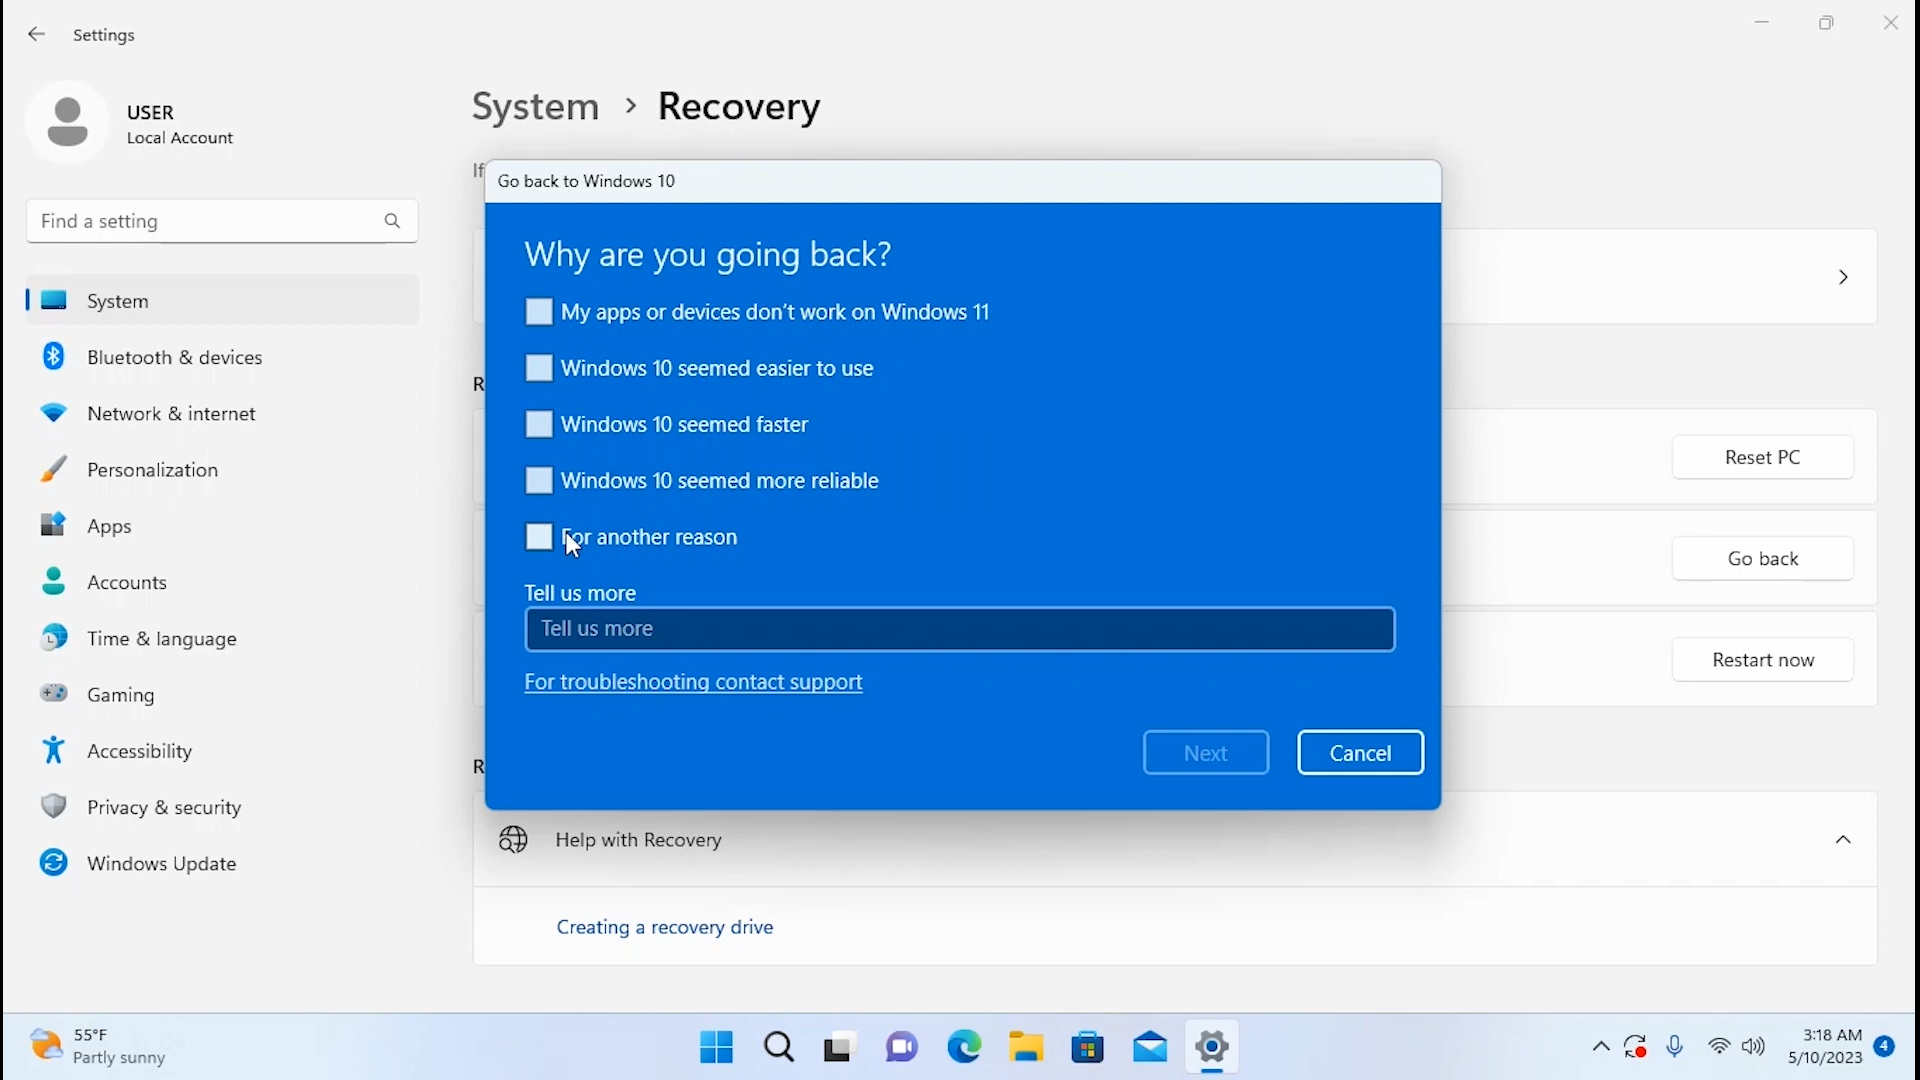 Settings
USER
Local Account
Find a setting
System
Bluetooth & devices
Network & internet
Personalization
Apps
Accounts
Time & language
Gaming
Accessibility
Privacy & security
Windows Update
System > Recovery
If
Go back to Windows 10
Why are you going back?
My apps or devices don't work on Windows 11
Windows 10 seemed easier to use
Windows 10 seemed faster
Windows 10 seemed more reliable
For another reason
Tell us more
Tell us more
For troubleshooting contact support
Next
Cancel
R
Reset PC
Go back
Restart now
R
Help with Recovery
Creating a recovery drive
55°F
Partly sunny
3:18 AM
5/10/2023
4